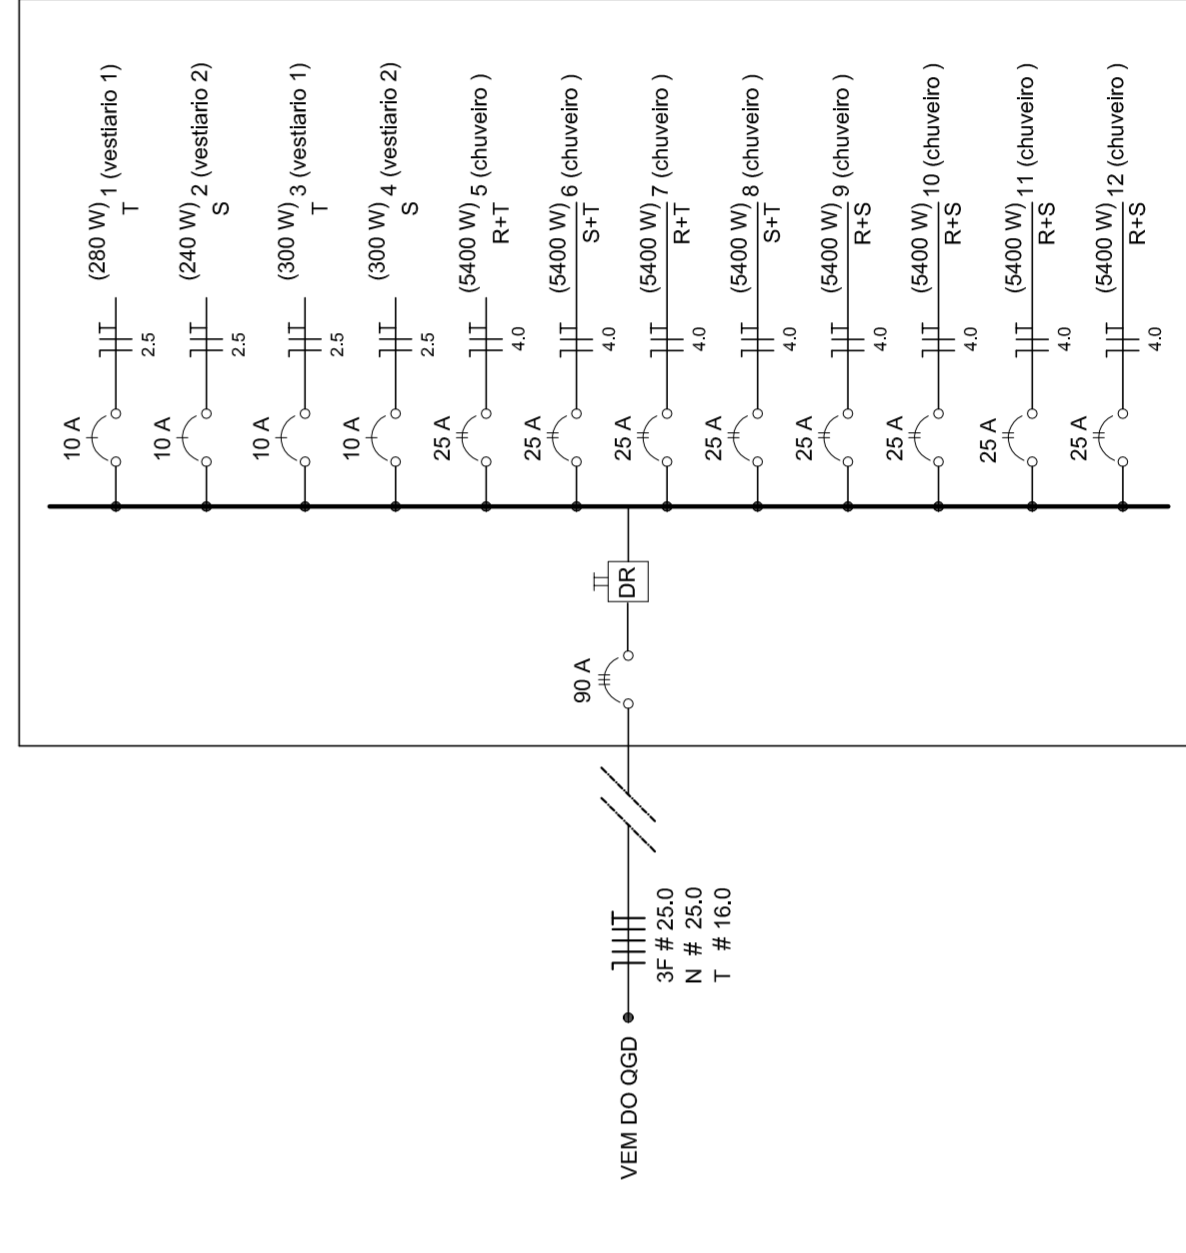 10 A
2.5
(280 W) 1 (vestiario 1)
T
10 A
2.5
(240 W) 2 (vestiario 2)
S
10 A
2.5
(300 W) 3 (vestiario 1)
T
10 A
2.5
(300 W) 4 (vestiario 2)
S
25 A
4.0
(5400 W) 5 (chuveiro )
R+T
25 A
4.0
(5400 W) 6 (chuveiro )
S+T
25 A
4.0
(5400 W) 7 (chuveiro )
R+T
25 A
4.0
(5400 W) 8 (chuveiro )
S+T
25 A
4.0
(5400 W) 9 (chuveiro )
R+S
25 A
4.0
(5400 W) 10 (chuveiro )
R+S
25 A
4.0
(5400 W) 11 (chuveiro )
R+S
25 A
4.0
(5400 W) 12 (chuveiro )
R+S
DR
90 A
3F # 25.0
N # 25.0
T # 16.0
VEM DO QGD